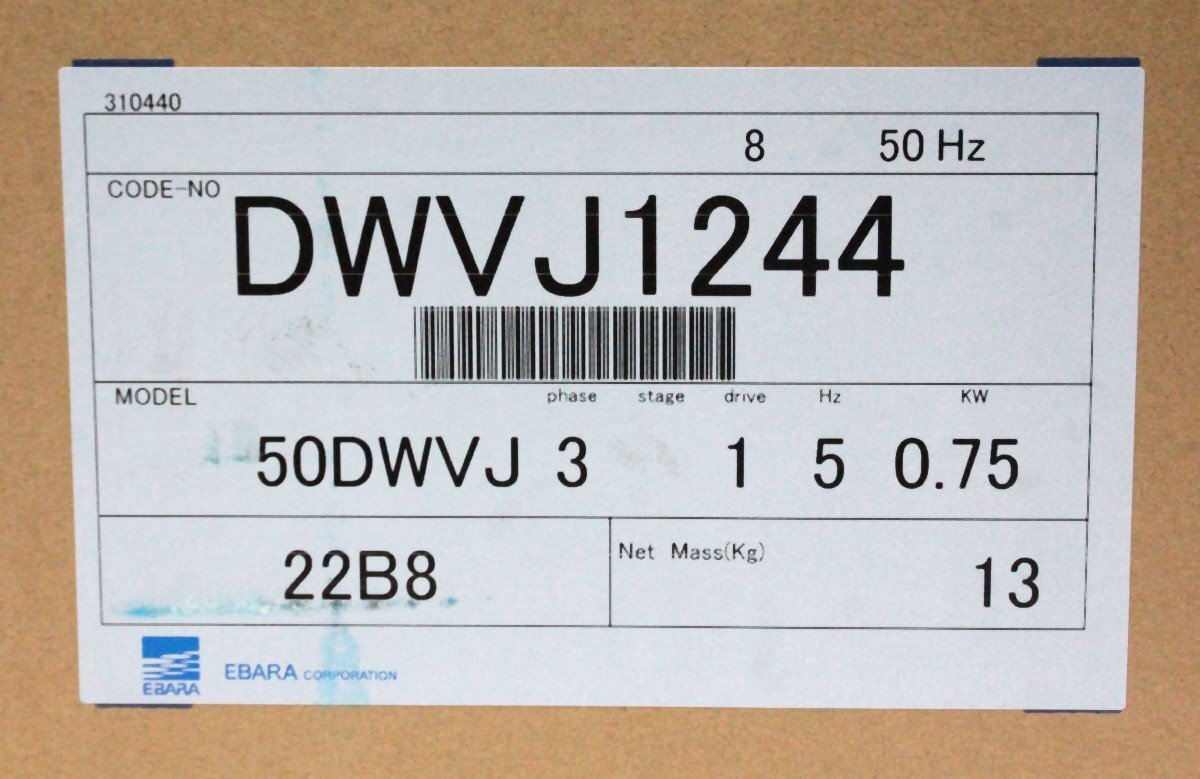 310440
8 50 Hz
CODE-NO DWVJ1244
MODEL phase stage drive Hz KW
50DWVJ 3 1 5 0.75
22B8 Net Mass(Kg) 13
EBARA EBARA CORPORATION